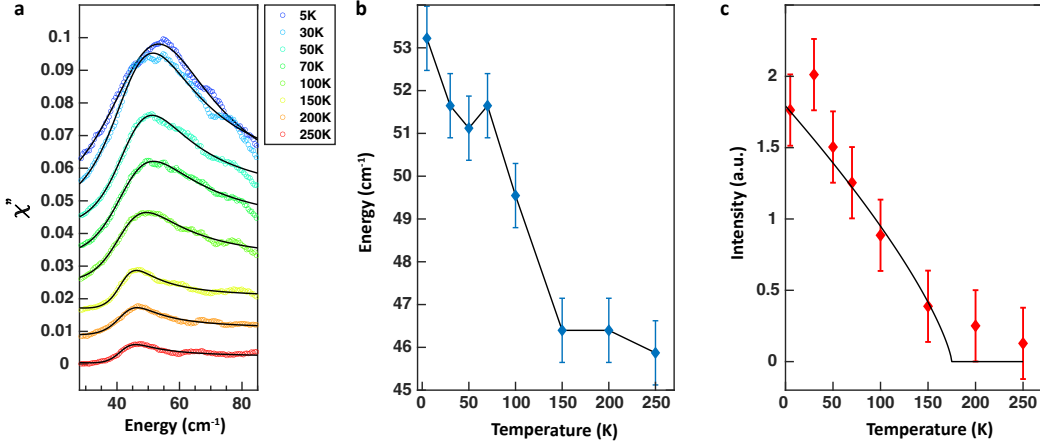 a
χ”
0.1
0.09
0.08
0.07
0.06
0.05
0.04
0.03
0.02
0.01
0
40 60 80
Energy (cm-1)
5K
30K
50K
70K
100K
150K
200K
250K
b
Energy (cm-1)
53
52
51
50
49
48
47
46
45
0 50 100 150 200 250
Temperature (K)
c
Intensity (a.u.)
2
1.5
1
0.5
0
0 50 100 150 200 250
Temperature (K)